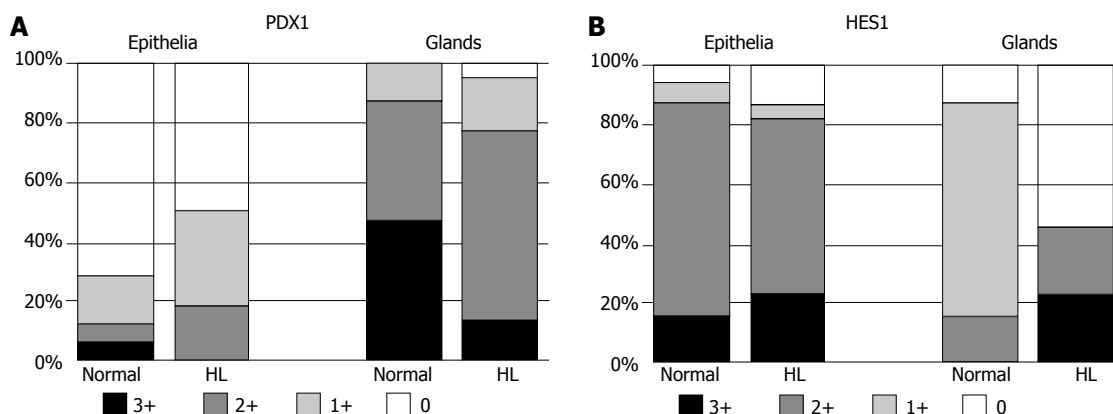 A
PDX1
Epithelia
Glands
100%
80%
60%
40%
20%
0%
Normal
HL
Normal
HL
3+
2+
1+
0
B
HES1
Epithelia
Glands
100%
80%
60%
40%
20%
0%
Normal
HL
Normal
HL
3+
2+
1+
0